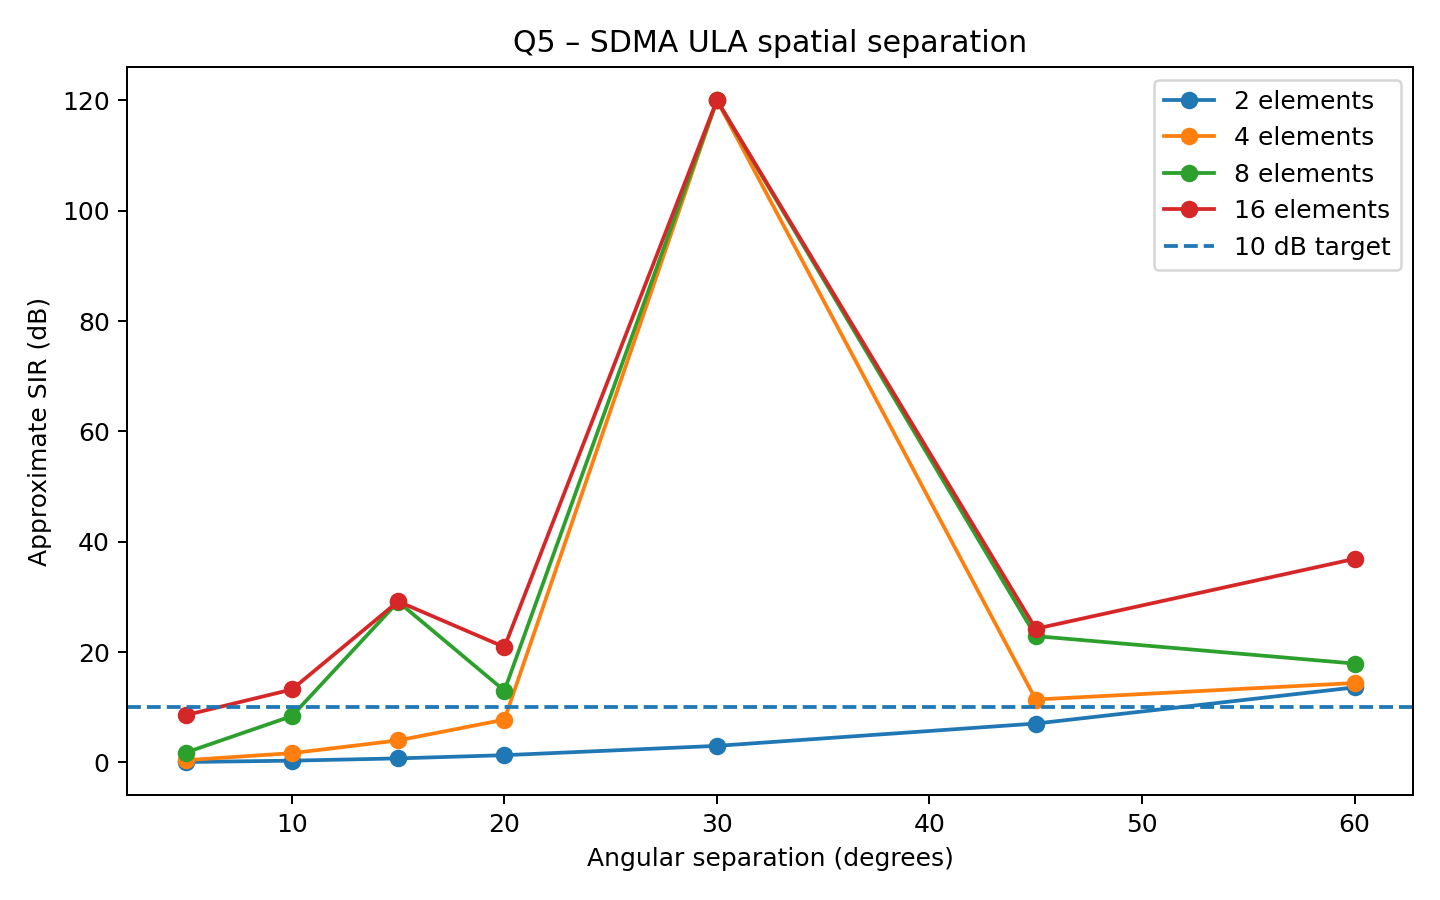 Q5 – SDMA ULA spatial separation
120
100
80
60
40
20
0
Approximate SIR (dB)
2 elements
4 elements
8 elements
16 elements
10 dB target
10 20 30 40 50 60
Angular separation (degrees)